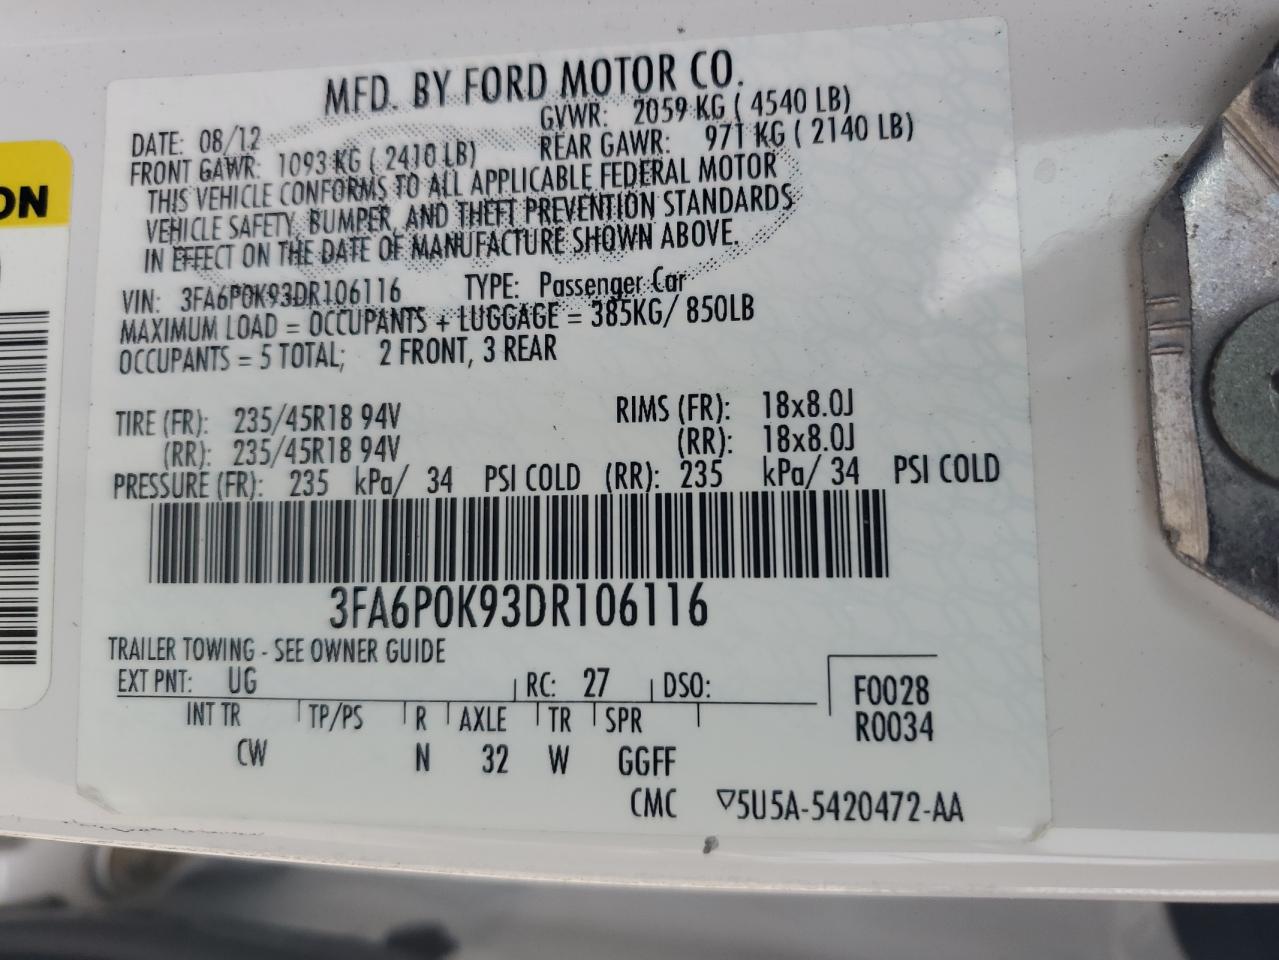 ON
MFD. BY FORD MOTOR CO.
DATE: 08/12 GVWR: 2059 KG ( 4540 LB)
FRONT GAWR: 1093 KG ( 2410 LB) REAR GAWR: 971 KG ( 2140 LB)
THIS VEHICLE CONFORMS TO ALL APPLICABLE FEDERAL MOTOR
VEHICLE SAFETY, BUMPER, AND THEFT PREVENTION STANDARDS
IN EFFECT ON THE DATE OF MANUFACTURE SHOWN ABOVE.
VIN: 3FA6P0K93DR106116 TYPE: Passenger Car
MAXIMUM LOAD = OCCUPANTS + LUGGAGE = 385KG/ 850LB
OCCUPANTS = 5 TOTAL; 2 FRONT, 3 REAR
TIRE (FR): 235/45R18 94V RIMS (FR): 18x8.0J
(RR): 235/45R18 94V (RR): 18x8.0J
PRESSURE (FR): 235 kPa/ 34 PSI COLD (RR): 235 kPa/ 34 PSI COLD
3FA6P0K93DR106116
TRAILER TOWING - SEE OWNER GUIDE
EXT PNT: UG RC: 27 DSO: F0028
INT TR TP/PS R AXLE TR SPR R0034
CW N 32 W GGFF
CMC ▽5U5A-5420472-AA